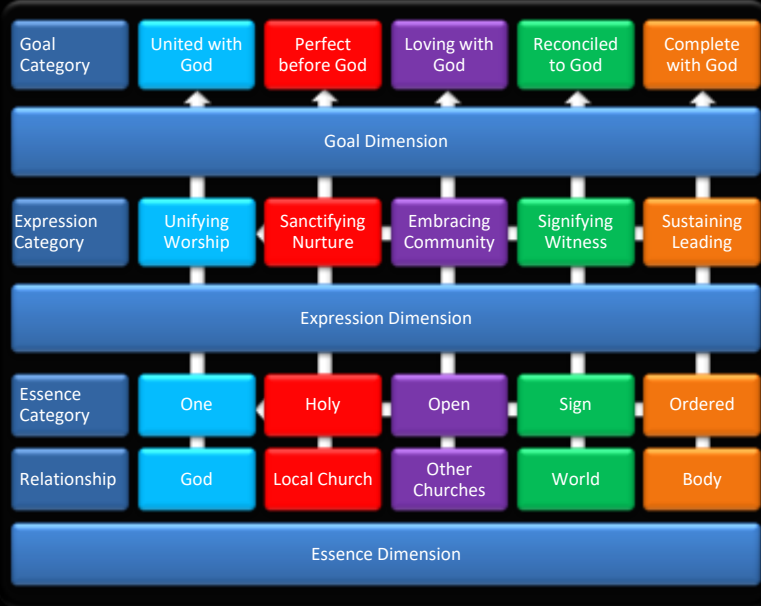 Goal
Category
United with
God
Perfect
before God
Loving with
God
Reconciled
to God
Complete
with God
Goal Dimension
Expression
Category
Unifying
Worship
Sanctifying
Nurture
Embracing
Community
Signifying
Witness
Sustaining
Leading
Expression Dimension
Essence
Category
One
Holy
Open
Sign
Ordered
Relationship
God
Local Church
Other
Churches
World
Body
Essence Dimension